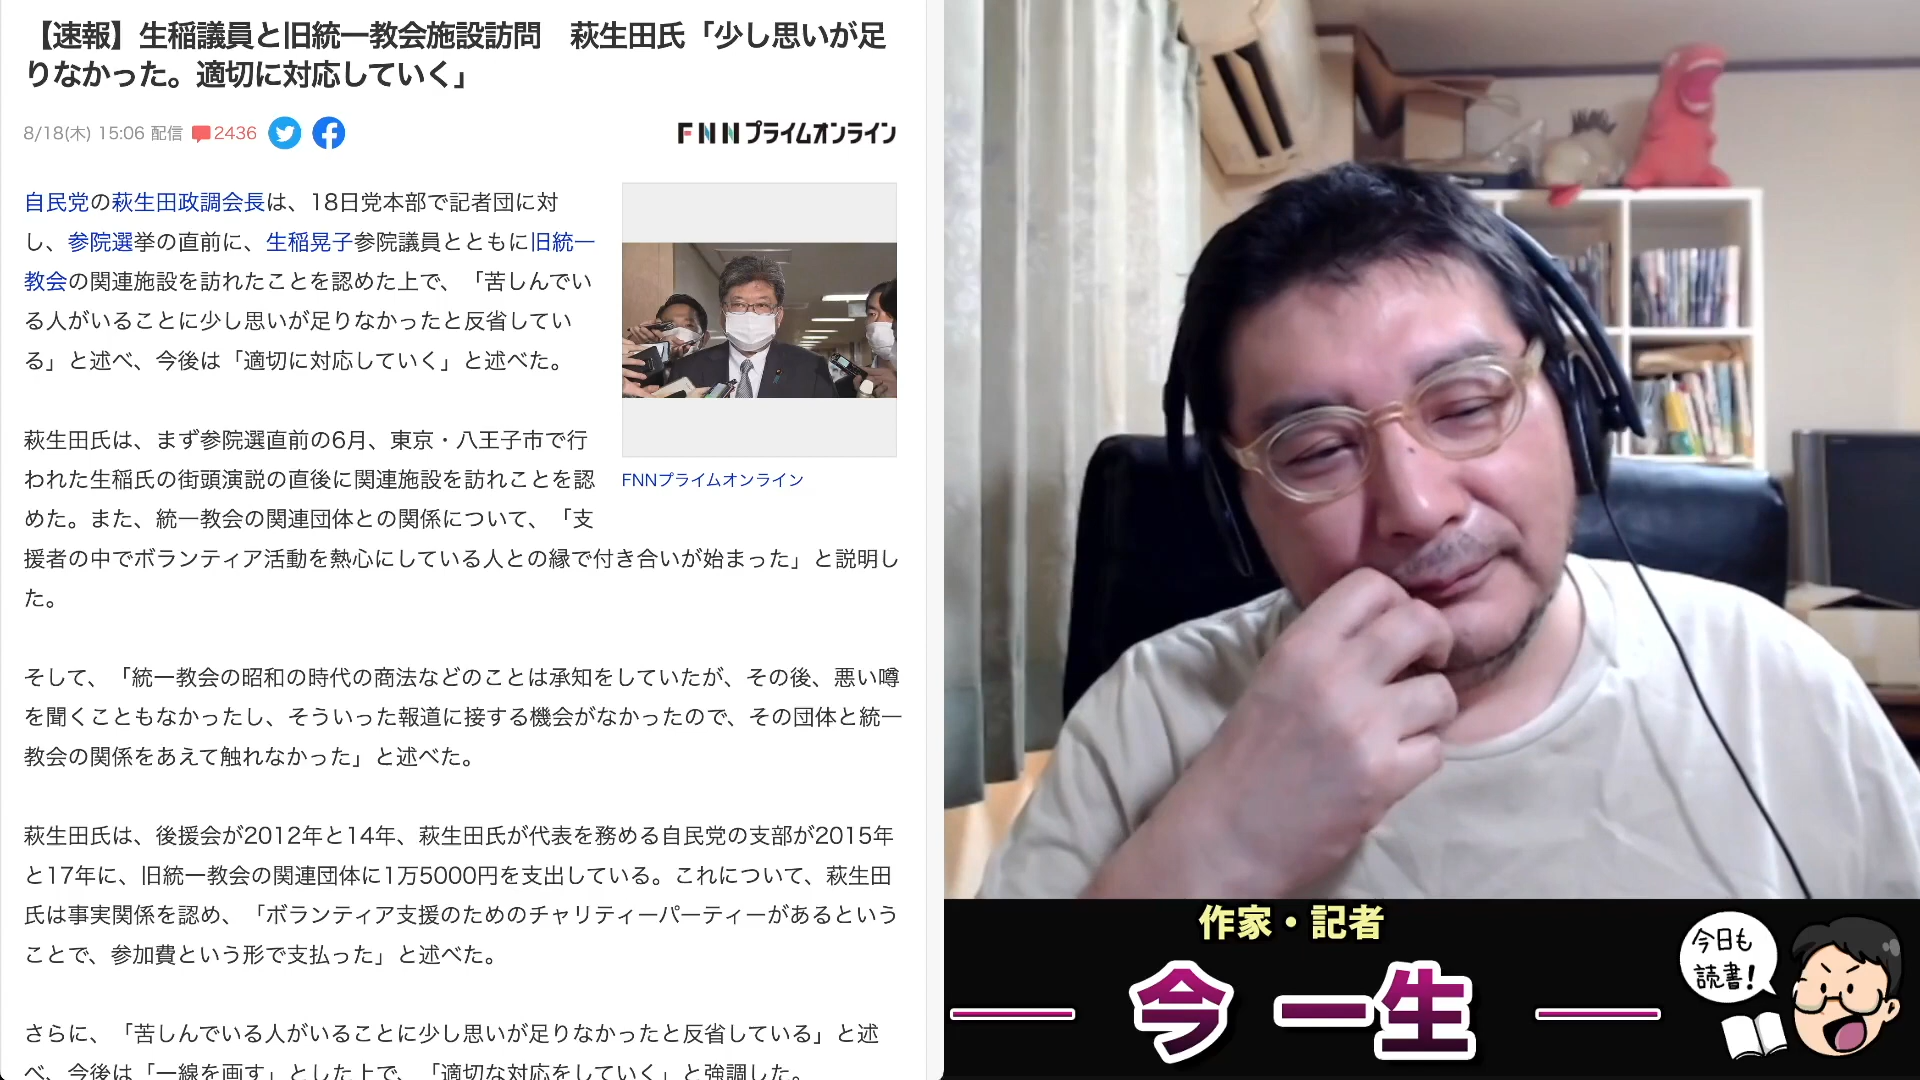 【速報】生稲議員と旧統一教会施設訪問　萩生田氏「少し思いが足
りなかった。適切に対応していく」
8/18(木) 15:06 配信 2436
FNNプライムオンライン
自民党の萩生田政調会長は、18日党本部で記者団に対
し、参院選挙の直前に、生稲晃子参院議員とともに旧統一
教会の関連施設を訪れたことを認めた上で、「苦しんでい
る人がいることに少し思いが足りなかったと反省してい
る」と述べ、今後は「適切に対応していく」と述べた。
萩生田氏は、まず参院選直前の6月、東京・八王子市で行
われた生稲氏の街頭演説の直後に関連施設を訪れことを認
めた。また、統一教会の関連団体との関係について、「支
援者の中でボランティア活動を熱心にしている人との縁で付き合いが始まった」と説明し
た。
FNNプライムオンライン
そして、「統一教会の昭和の時代の商法などのことは承知をしていたが、その後、悪い噂
を聞くこともなかったし、そういった報道に接する機会がなかったので、その団体と統一
教会の関係をあえて触れなかった」と述べた。
萩生田氏は、後援会が2012年と14年、萩生田氏が代表を務める自民党の支部が2015年
と17年に、旧統一教会の関連団体に1万5000円を支出している。これについて、萩生田
氏は事実関係を認め、「ボランティア支援のためのチャリティーパーティーがあるという
ことで、参加費という形で支払った」と述べた。
さらに、「苦しんでいる人がいることに少し思いが足りなかったと反省している」と述
べ、今後は「一線を画す」とした上で、「適切な対応をしていく」と強調した。
作家・記者
今 一生
今日も
読書!